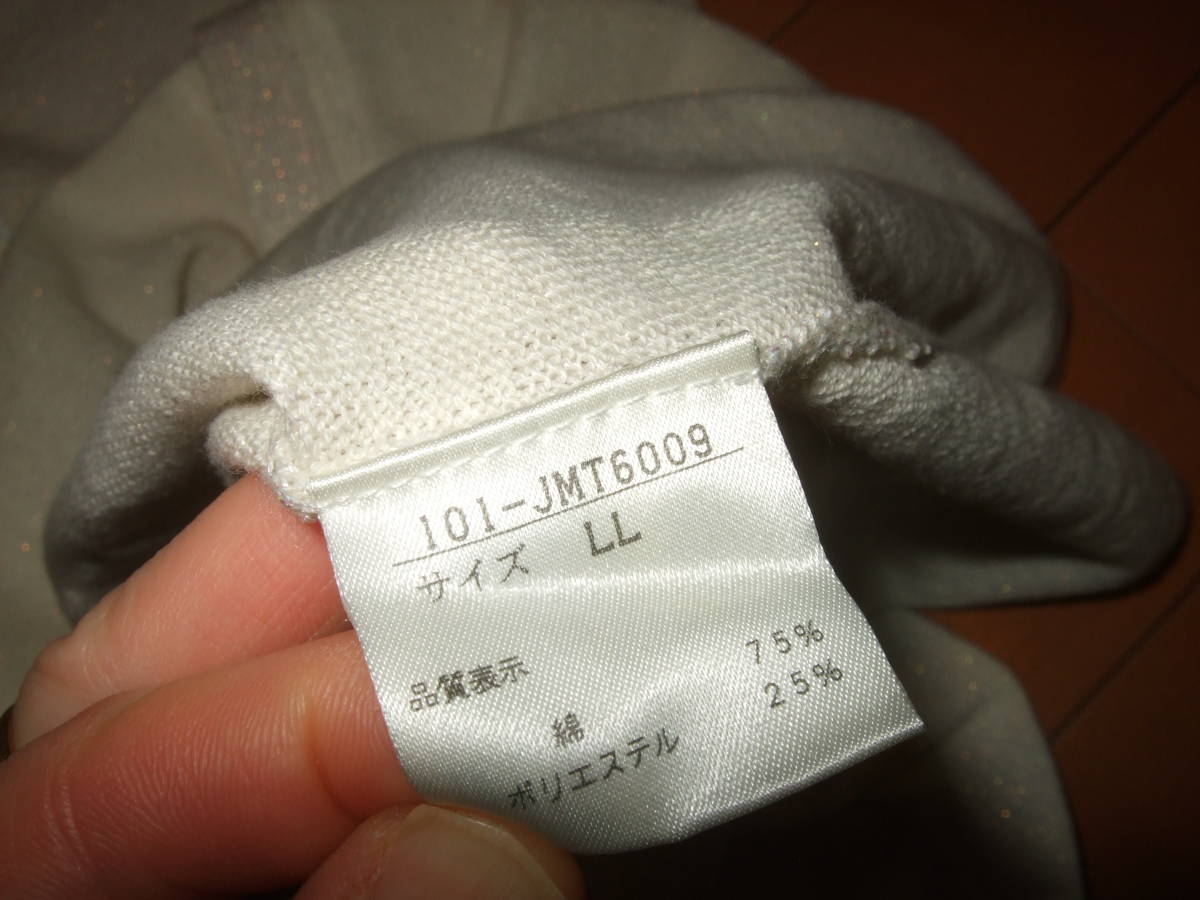 101-JMT6009
サイズ LL
品質表示
綿 75%
ポリエステル 25%